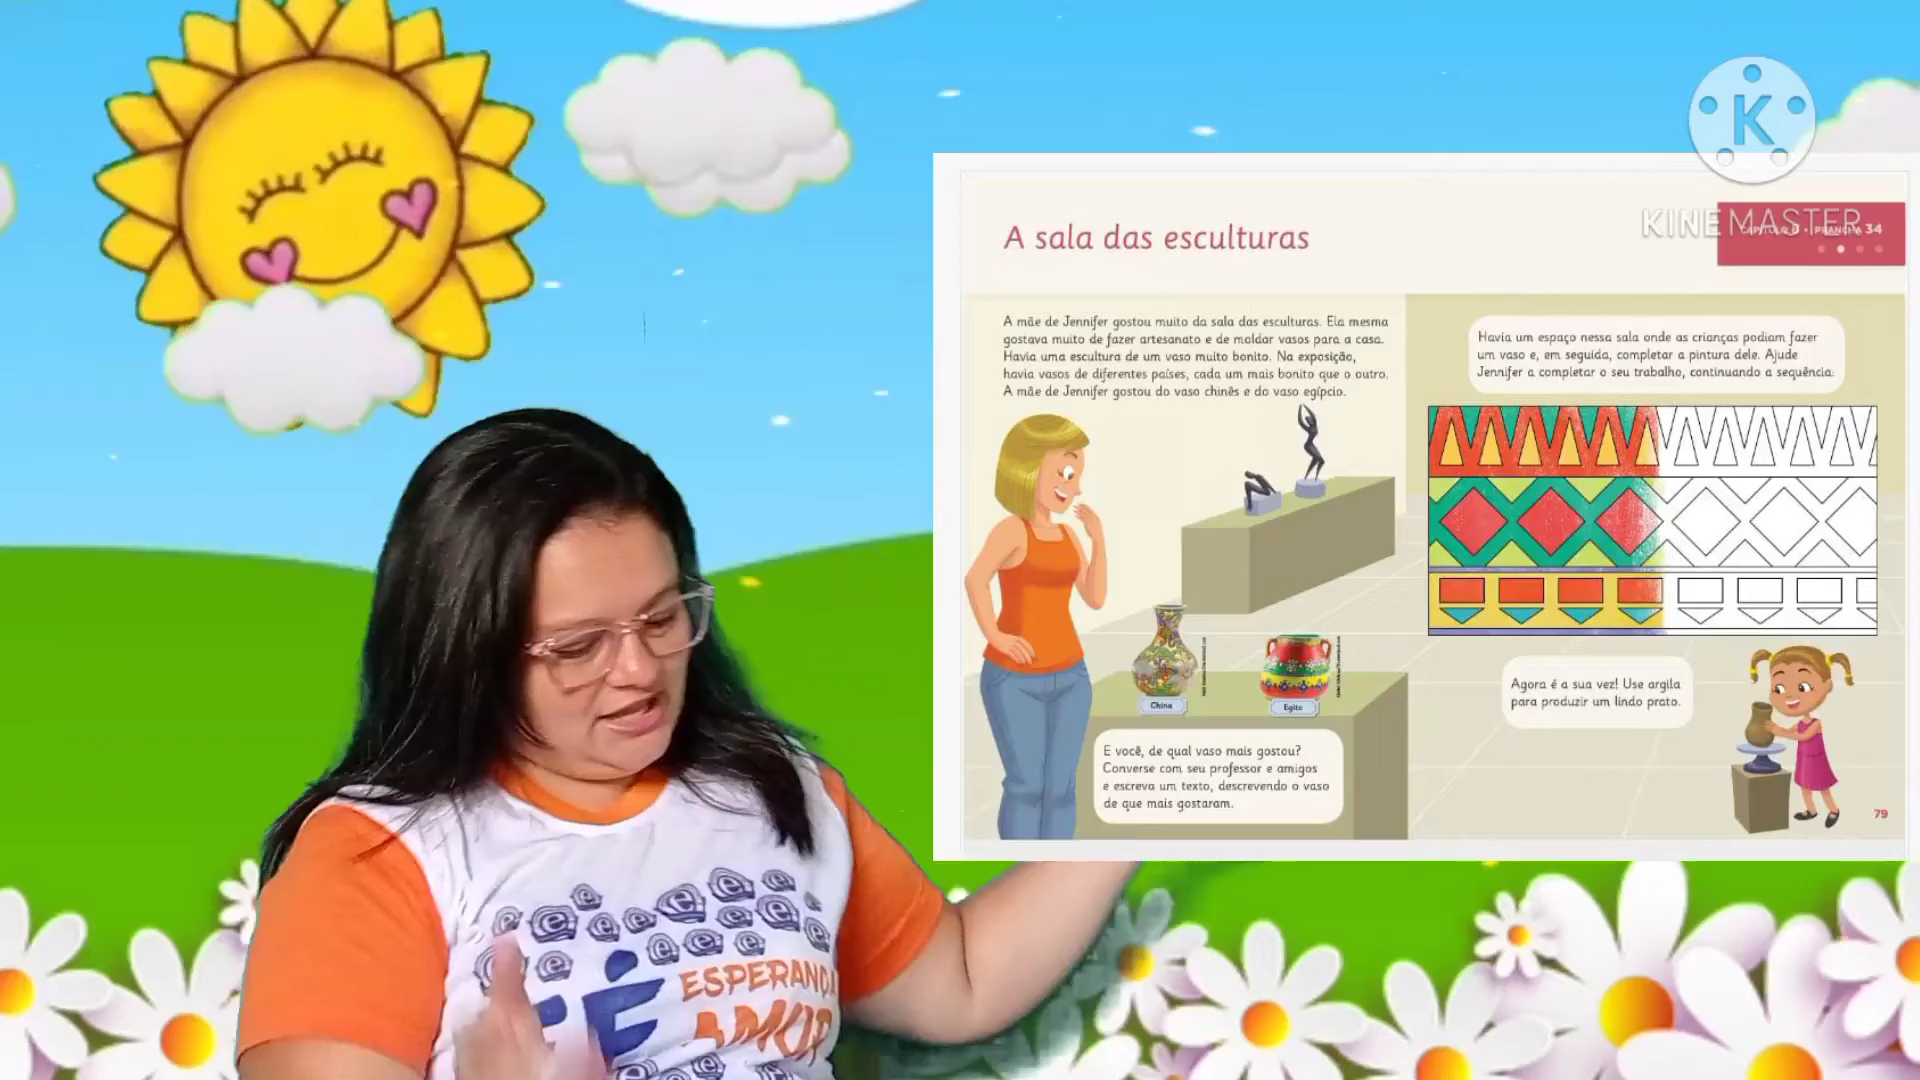 KINEMASTER
A sala das esculturas
34
A mãe de Jennifer gostou muito da sala das esculturas. Ela mesma
gostava muito de fazer artesanato e de moldar vasos para a casa.
Havia uma escultura de um vaso muito bonito. Na exposição,
havia vasos de diferentes países, cada um mais bonito que o outro.
A mãe de Jennifer gostou do vaso chinês e do vaso egípcio.
China
Egito
E você, de qual vaso mais gostou?
Converse com seu professor e amigos
e escreva um texto, descrevendo o vaso
de que mais gostaram.
Havia um espaço nessa sala onde as crianças podiam fazer
um vaso e, em seguida, completar a pintura dele. Ajude
Jennifer a completar o seu trabalho, continuando a sequência.
Agora é a sua vez! Use argila
para produzir um lindo prato.
79
FÉ
ESPERANÇA
AMOR